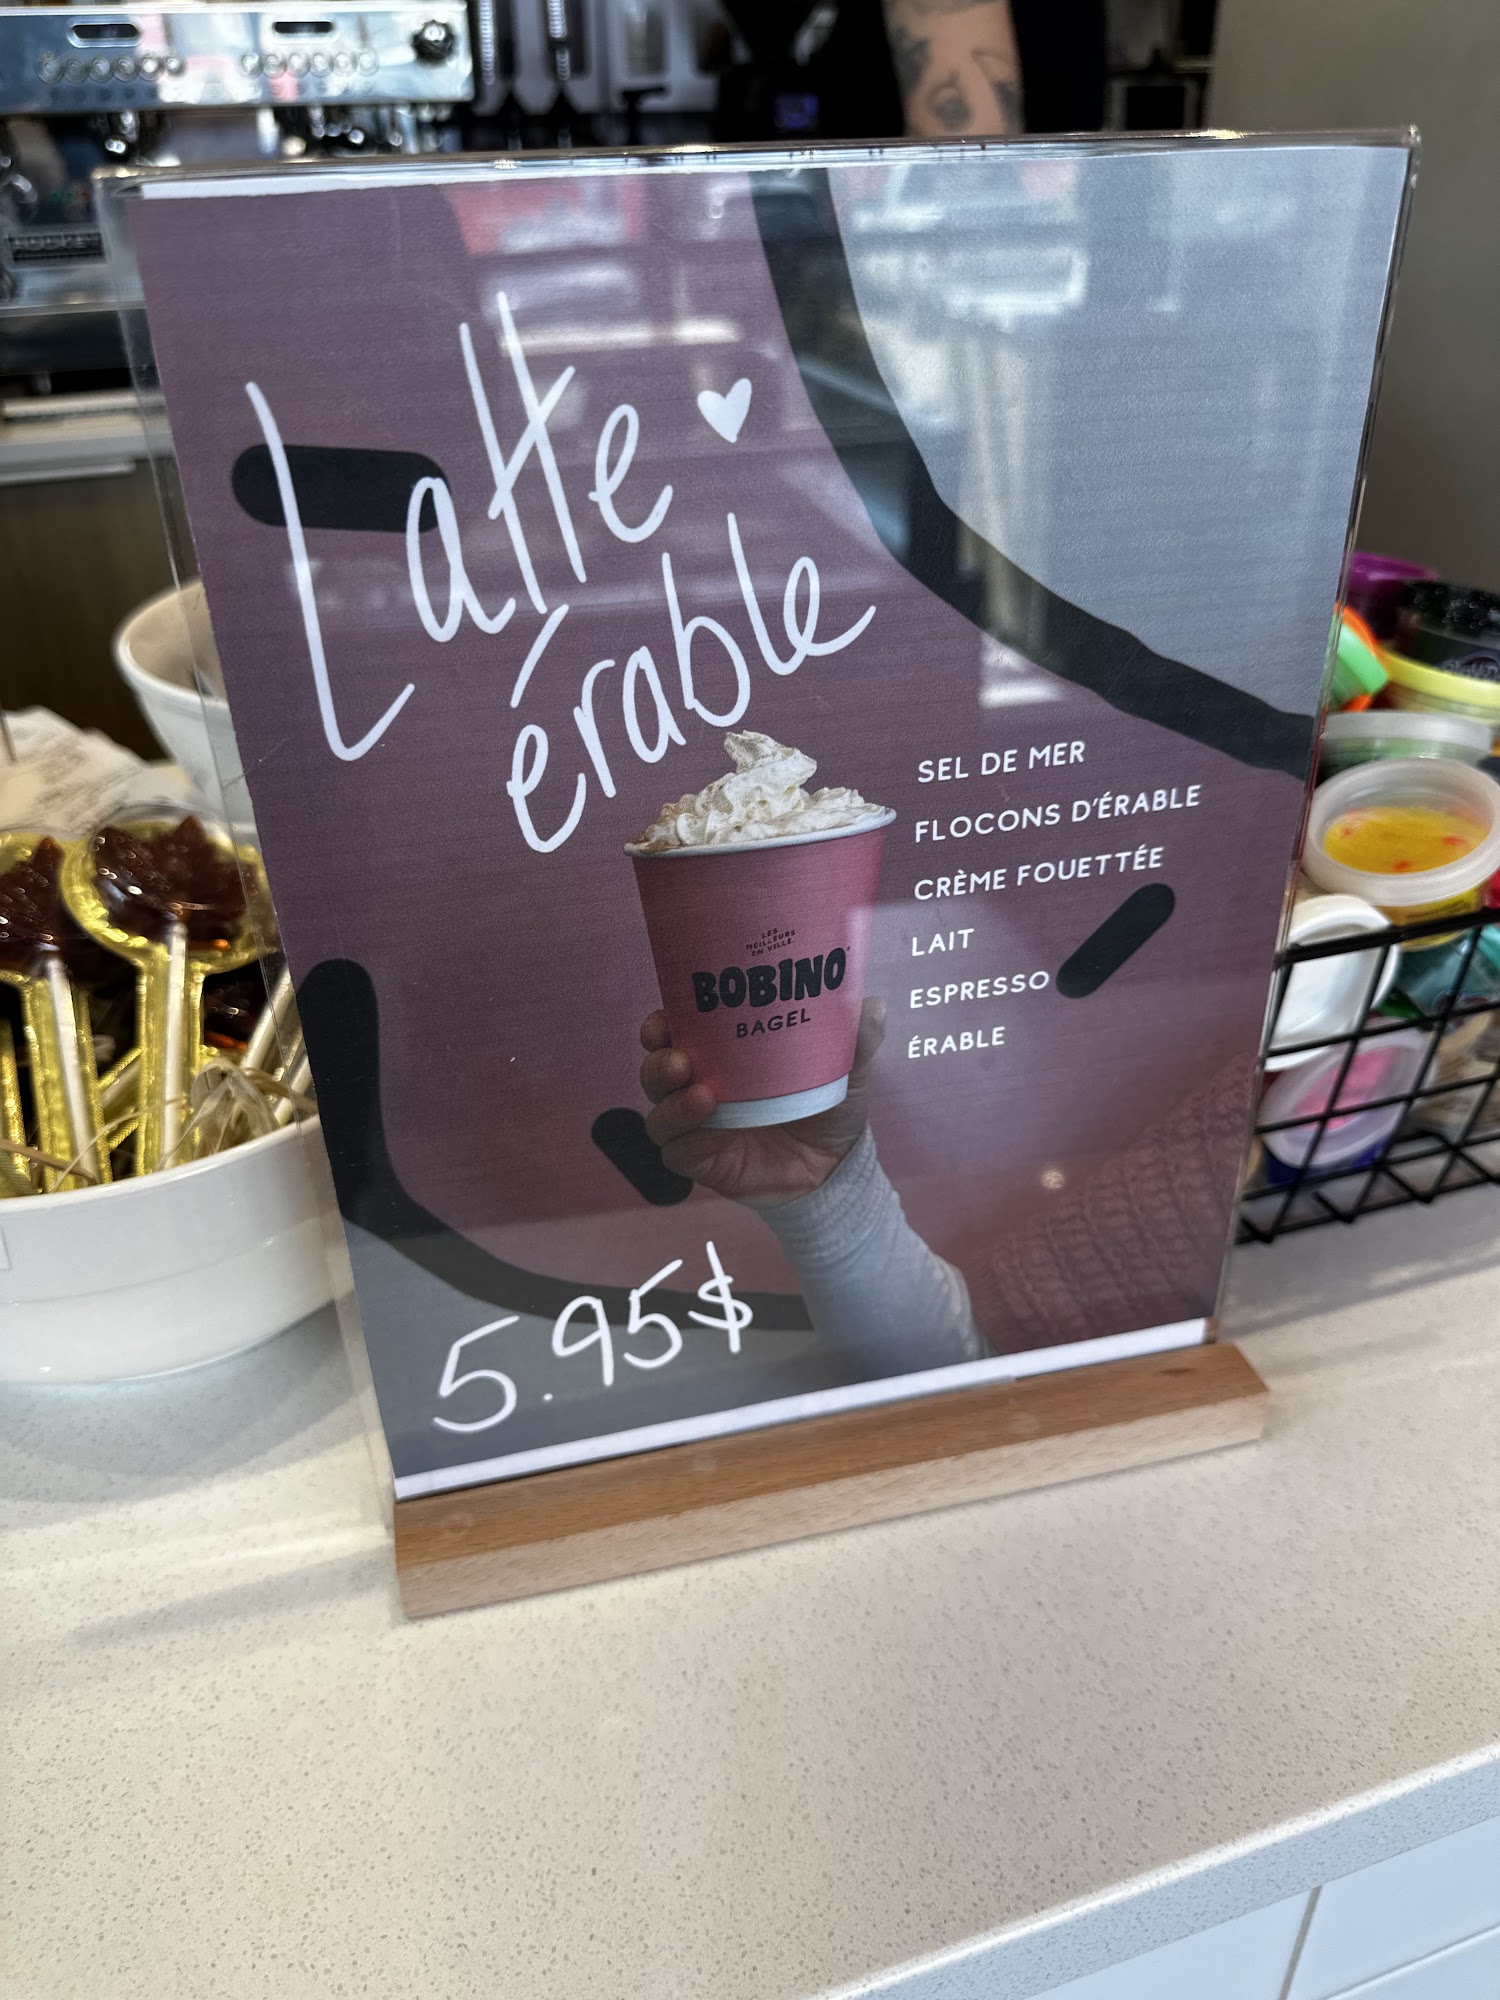 Latte
érable
SEL DE MER
FLOCONS D'ÉRABLE
CRÈME FOUETTÉE
LAIT
ESPRESSO
ÉRABLE
LES
MEILLEURS
EN VILLE.
BOBINO
BAGEL
5.95$